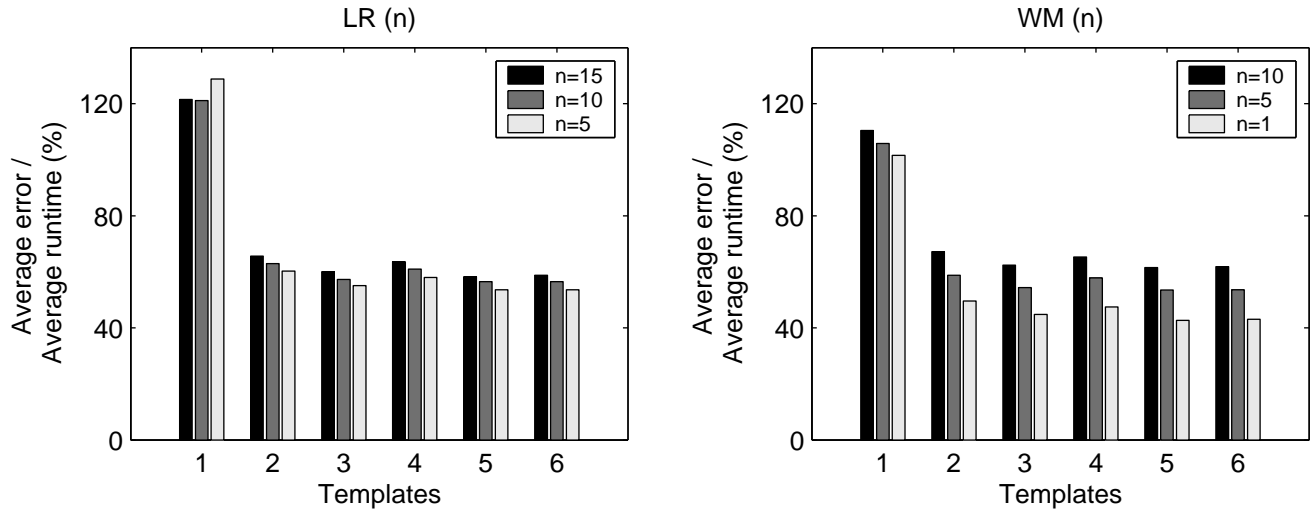 LR (n)
Average error /
Average runtime (%)
120
80
40
0
n=15
n=10
n=5
1 2 3 4 5 6
Templates
WM (n)
Average error /
Average runtime (%)
120
80
40
0
n=10
n=5
n=1
1 2 3 4 5 6
Templates